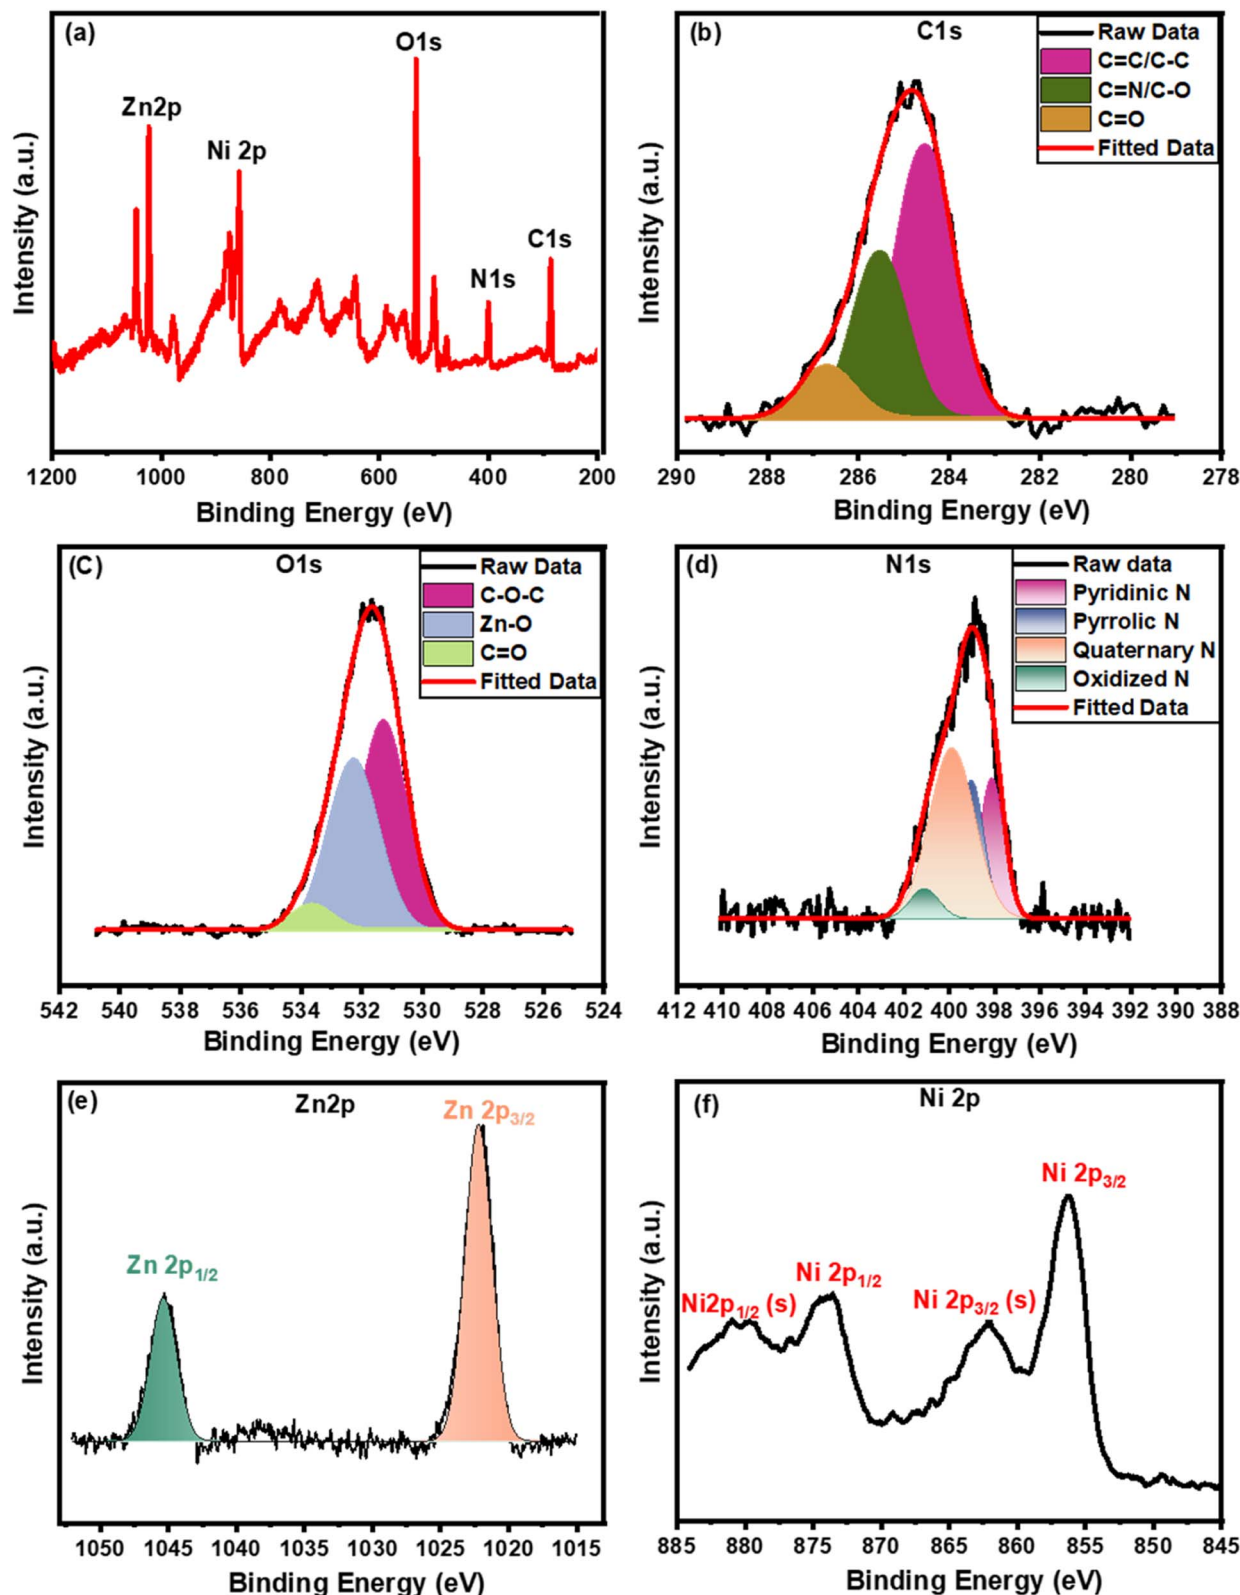 (a)
O1s
Zn2p
Ni 2p
C1s
N1s
Intensity (a.u.)
1200 1000 800 600 400 200
Binding Energy (eV)
(b)
C1s
Raw Data
C=C/C-C
C=N/C-O
C=O
Fitted Data
Intensity (a.u.)
290 288 286 284 282 280 278
Binding Energy (eV)
(C)
O1s
Raw Data
C-O-C
Zn-O
C=O
Fitted Data
Intensity (a.u.)
542 540 538 536 534 532 530 528 526 524
Binding Energy (eV)
(d)
N1s
Raw data
Pyridinic N
Pyrrolic N
Quaternary N
Oxidized N
Fitted Data
Intensity (a.u.)
412 410 408 406 404 402 400 398 396 394 392 390 388
Binding Energy (eV)
(e)
Zn2p
Zn 2p3/2
Zn 2p1/2
Intensity (a.u.)
1050 1045 1040 1035 1030 1025 1020 1015
Binding Energy (eV)
(f)
Ni 2p
Ni 2p3/2
Ni 2p1/2
Ni2p1/2 (s)
Ni 2p3/2 (s)
Intensity (a.u.)
885 880 875 870 865 860 855 850 845
Binding Energy (eV)